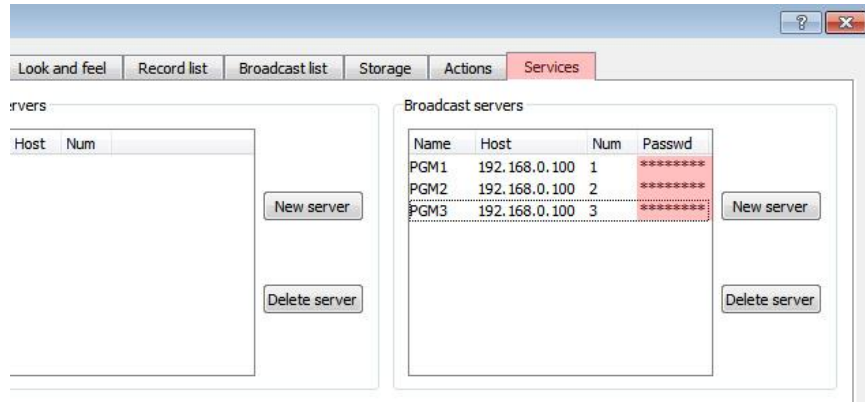 ?
Look and feel Record list Broadcast list Storage Actions Services
ervers
Host Num
New server
Delete server
Broadcast servers
Name Host Num Passwd
PGM1 192.168.0.100 1 ********
PGM2 192.168.0.100 2 ********
PGM3 192.168.0.100 3 ********
New server
Delete server